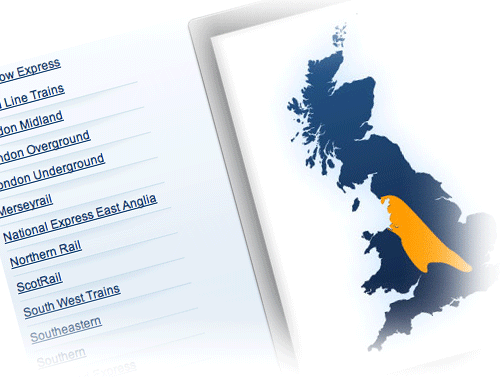 ow Express
Line Trains
don Midland
ndon Overground
ondon Underground
Merseyrail
National Express East Anglia
Northern Rail
ScotRail
South West Trains
Southeastern
Southern
Express